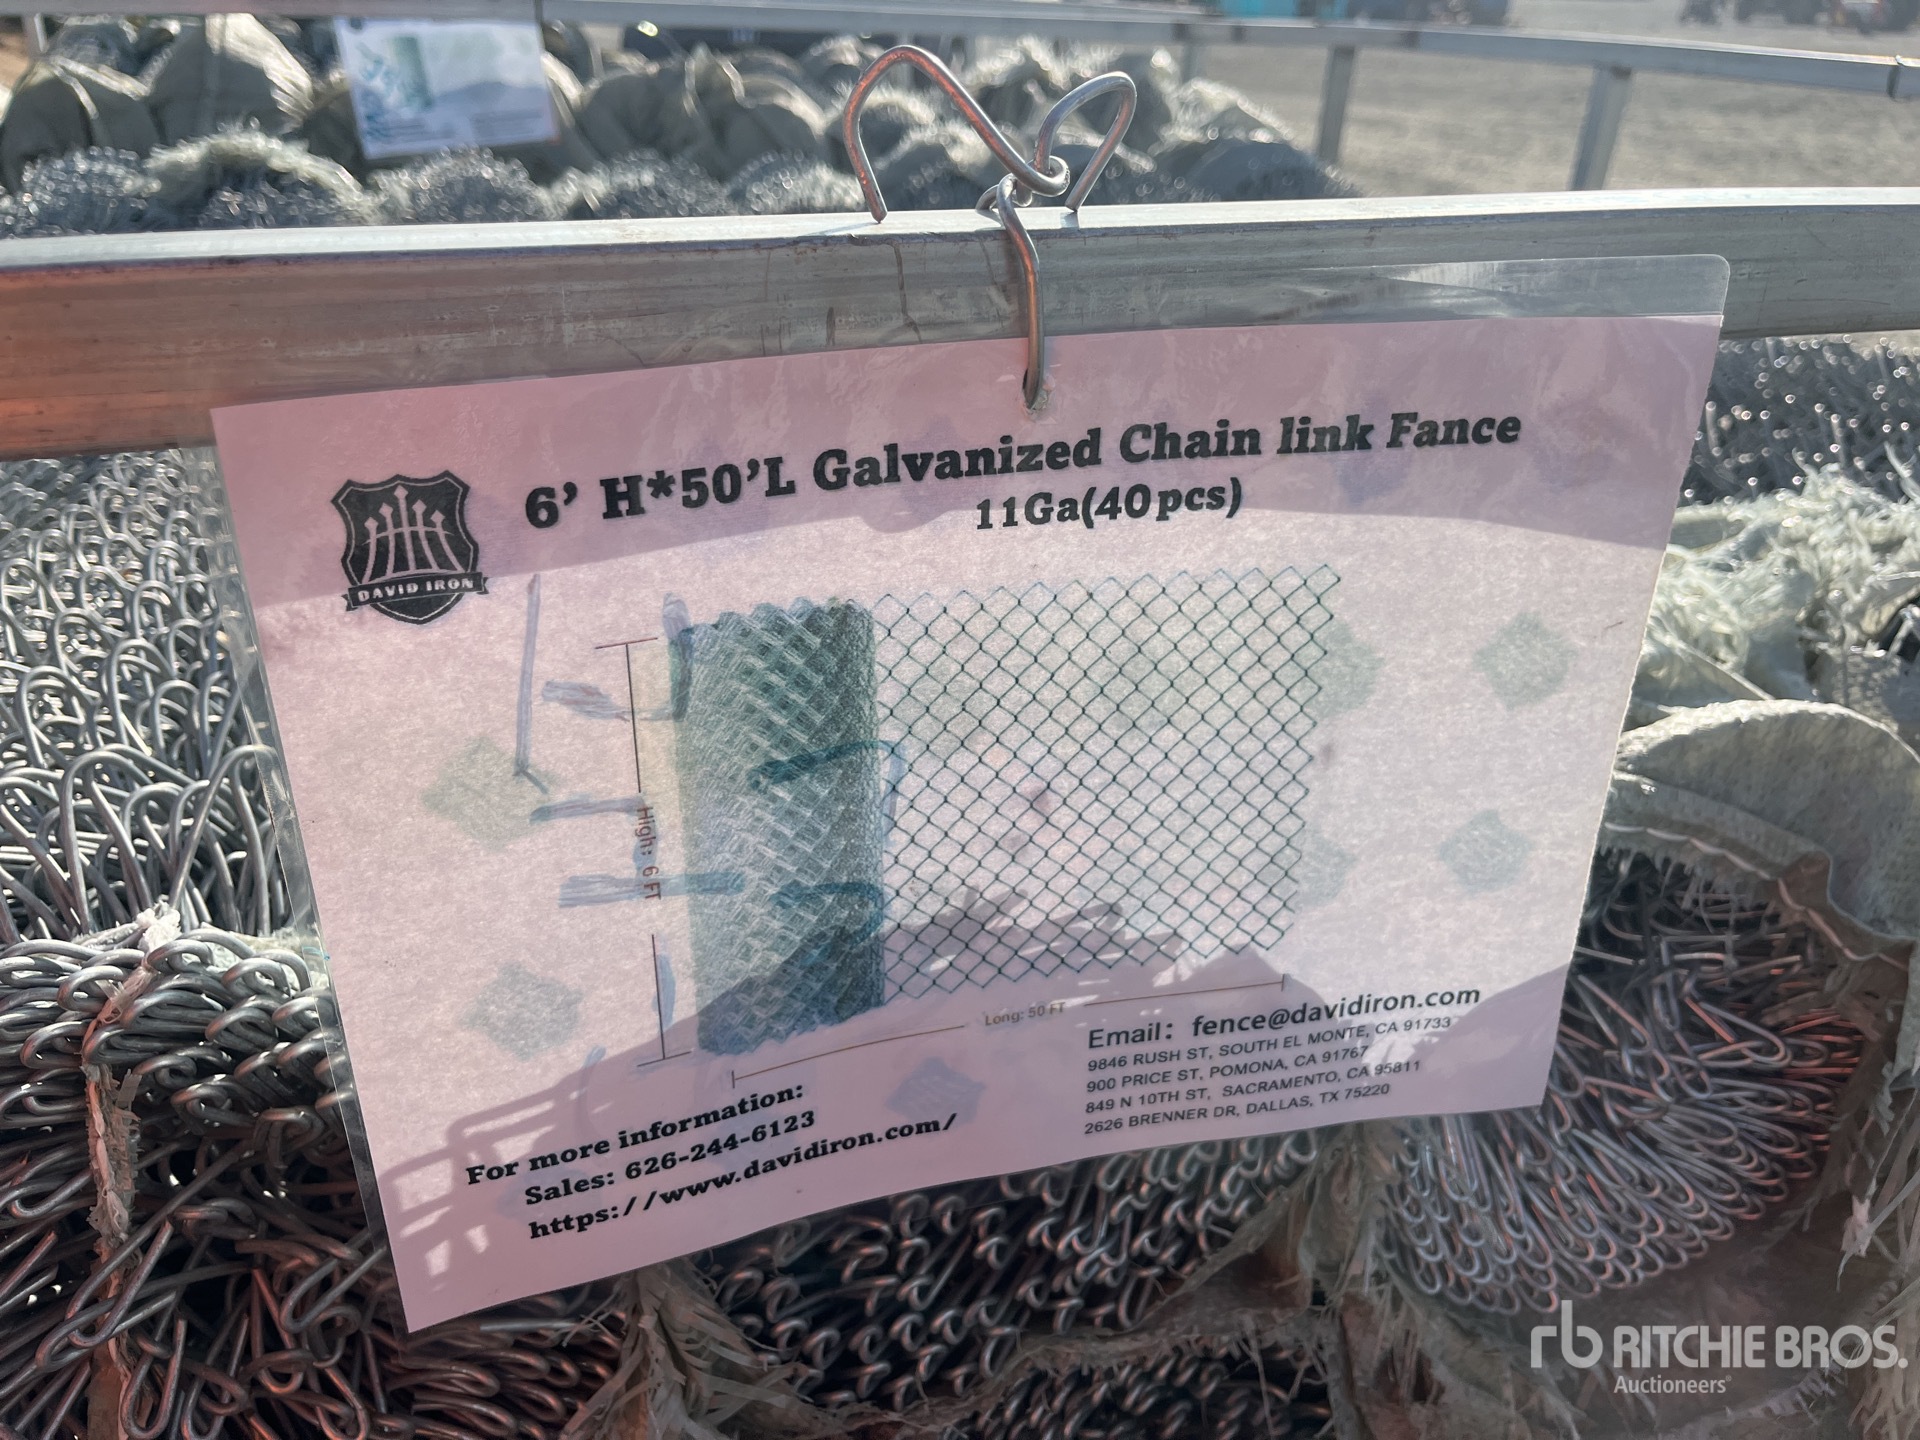 6' H*50'L Galvanized Chain link Fance
11Ga(40pcs)
DAVID IRON
High: 6 FT
Long: 50 FT
For more information:
Sales: 626-244-6123
https://www.davidiron.com/
Email: fence@davidiron.com
9846 RUSH ST, SOUTH EL MONTE, CA 91733
900 PRICE ST, POMONA, CA 91767
849 N 10TH ST, SACRAMENTO, CA 95811
2626 BRENNER DR, DALLAS, TX 75220
rb RITCHIE BROS.
Auctioneers